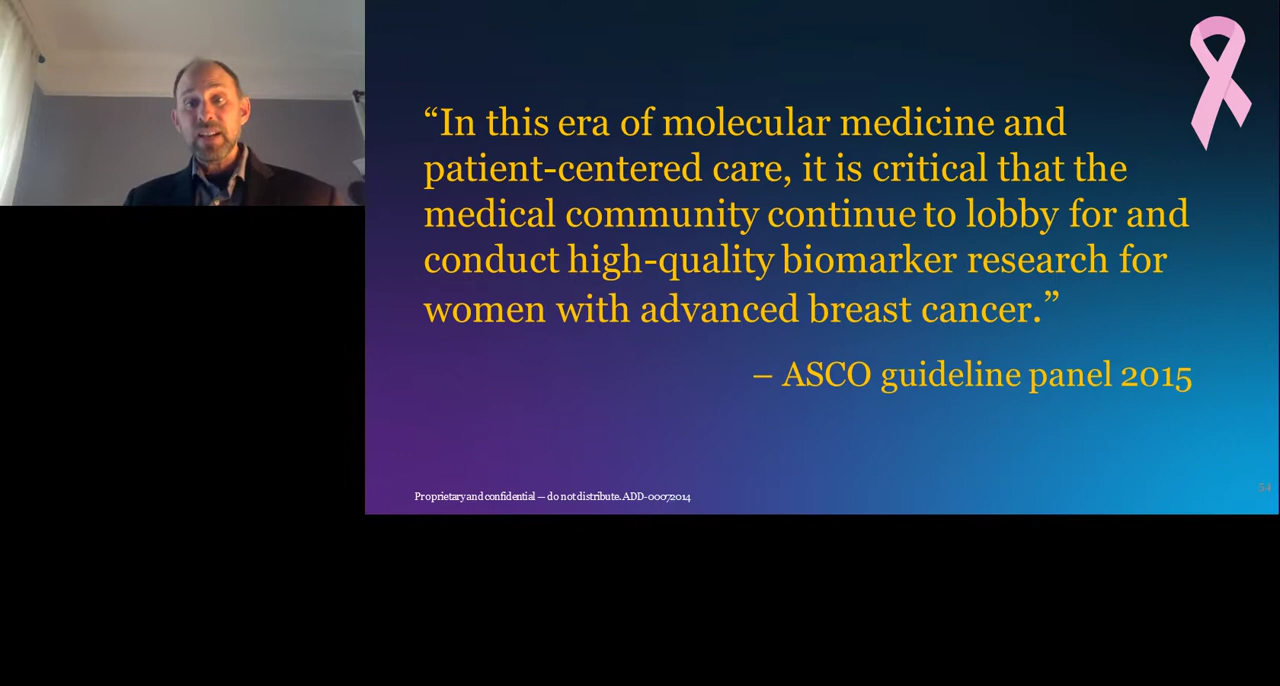 “In this era of molecular medicine and
patient-centered care, it is critical that the
medical community continue to lobby for and
conduct high-quality biomarker research for
women with advanced breast cancer.”
– ASCO guideline panel 2015
Proprietary and confidential — do not distribute. ADD-00072014
54